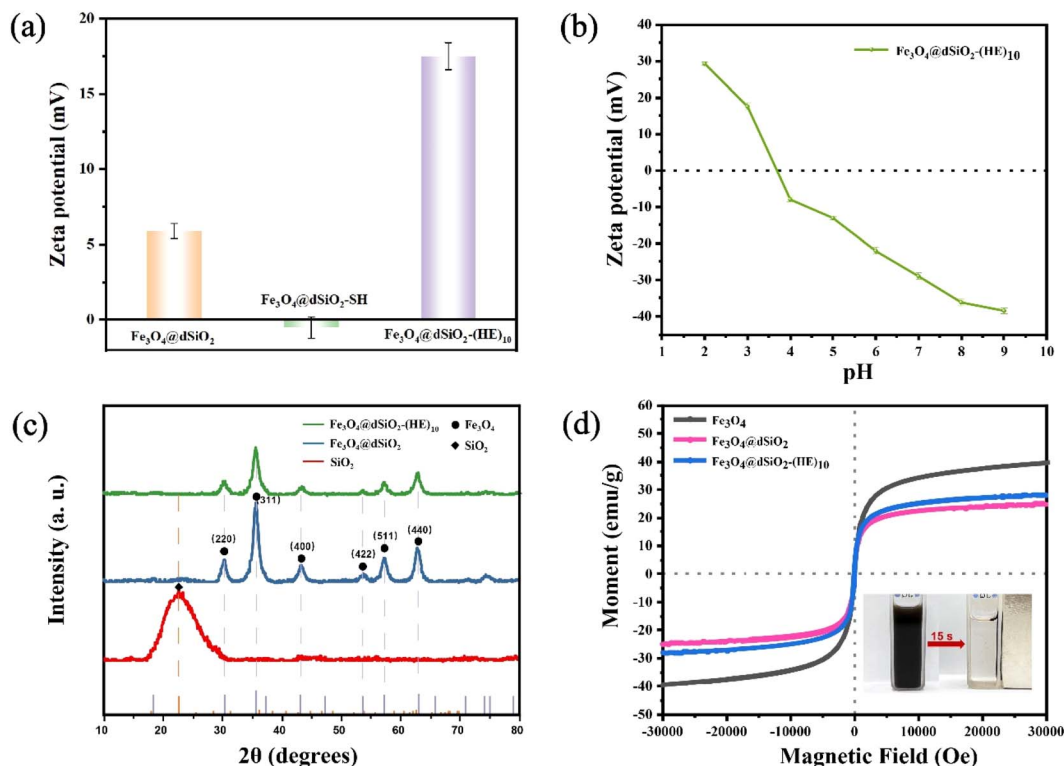 (a)
20
15
10
5
0
Zeta potential (mV)
Fe₃O₄@dSiO₂
Fe₃O₄@dSiO₂-SH
Fe₃O₄@dSiO₂-(HE)₁₀
(b)
40
30
20
10
0
-10
-20
-30
-40
Zeta potential (mV)
Fe₃O₄@dSiO₂-(HE)₁₀
1 2 3 4 5 6 7 8 9 10
pH
(c)
Intensity (a. u.)
Fe₃O₄@dSiO₂-(HE)₁₀ Fe₃O₄
Fe₃O₄@dSiO₂ SiO₂
SiO₂
(220)
(311)
(400)
(422)
(511)
(440)
10 20 30 40 50 60 70 80
2θ (degrees)
(d)
60
50
40
30
20
10
0
-10
-20
-30
-40
-50
Moment (emu/g)
Fe₃O₄
Fe₃O₄@dSiO₂
Fe₃O₄@dSiO₂-(HE)₁₀
15 s
-30000 -20000 -10000 0 10000 20000 30000
Magnetic Field (Oe)